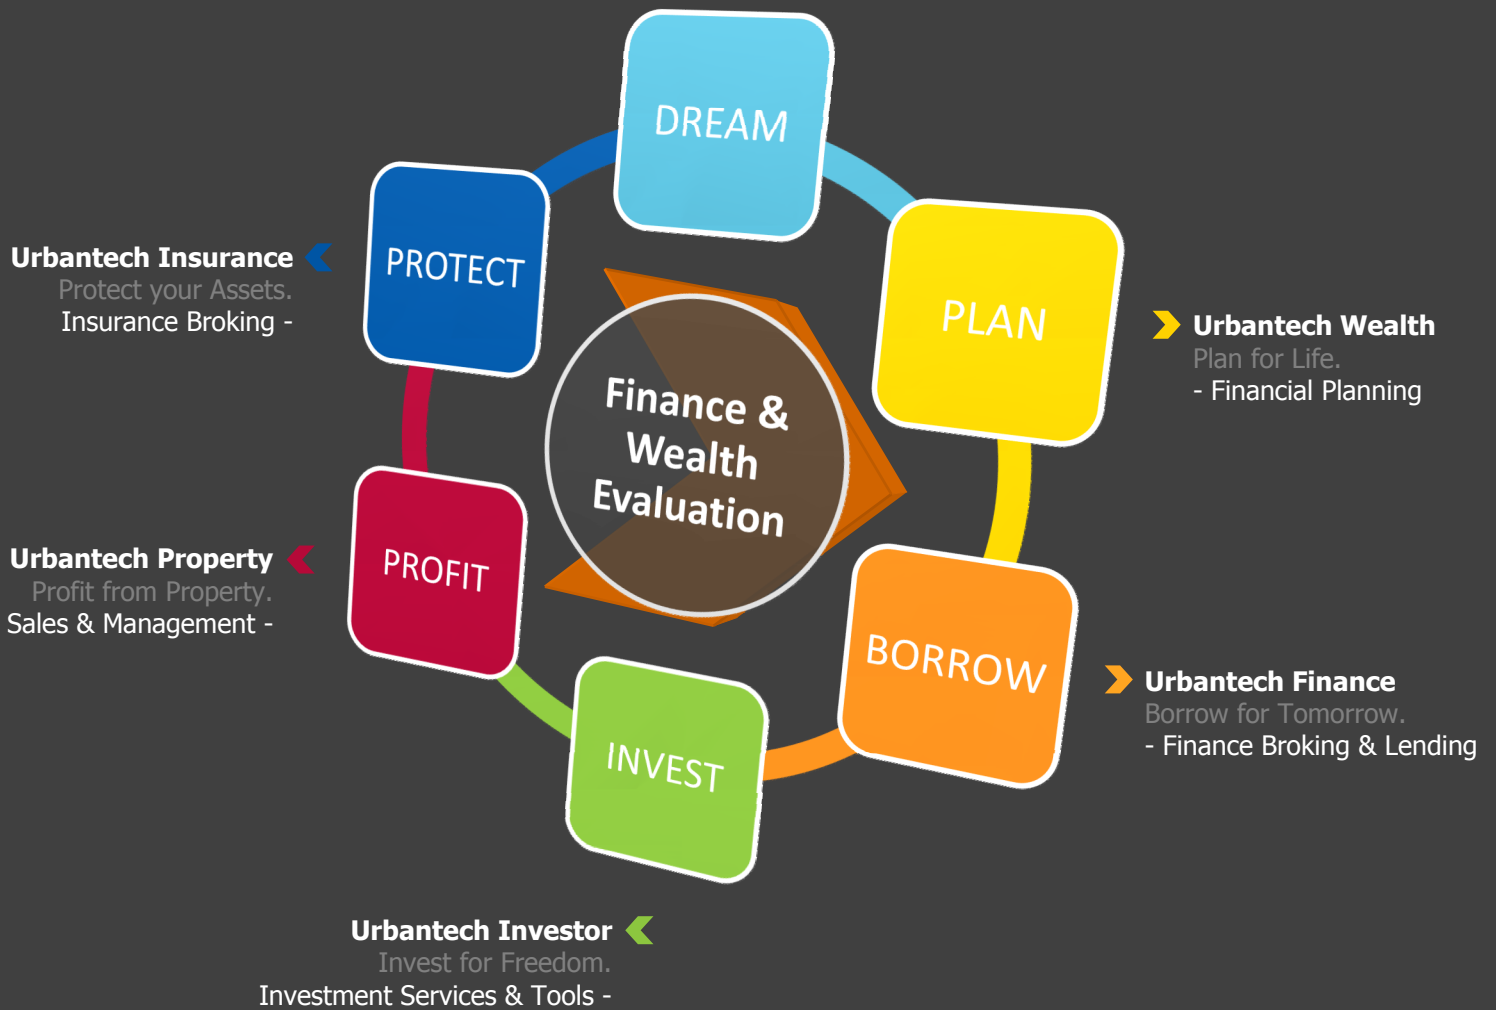 DREAM
PROTECT
PLAN
Urbantech Insurance
Protect your Assets.
Insurance Broking -
Urbantech Wealth
Plan for Life.
- Financial Planning
Finance &
Wealth
Evaluation
Urbantech Property
Profit from Property.
Sales & Management -
PROFIT
BORROW
Urbantech Finance
Borrow for Tomorrow.
- Finance Broking & Lending
INVEST
Urbantech Investor
Invest for Freedom.
Investment Services & Tools -